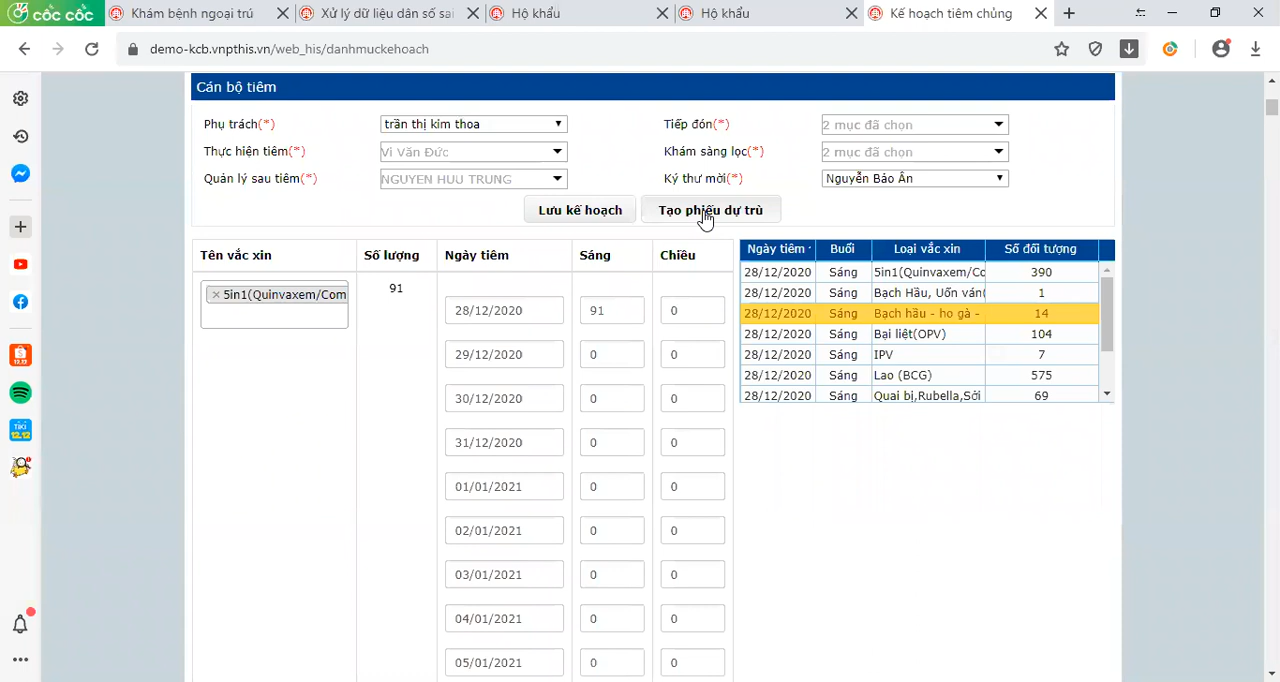 cốc cốc
Khám bệnh ngoại trú
Xử lý dữ liệu dân số sai
Hộ khẩu
Hộ khẩu
Kế hoạch tiêm chủng
demo-kcb.vnpthis.vn/web_his/danhmuckehoach
Cán bộ tiêm
Phụ trách(*) trần thị kim thoa Tiếp đón(*) 2 mục đã chọn
Thực hiện tiêm(*) Vi Văn Đức Khám sàng lọc(*) 2 mục đã chọn
Quản lý sau tiêm(*) NGUYEN HUU TRUNG Ký thư mời(*) Nguyễn Bảo Ân
Lưu kế hoạch Tạo phiếu dự trù
Tên vắc xin Số lượng Ngày tiêm Sáng Chiều
× 5in1(Quinvaxem/Com 91
28/12/2020 91 0
29/12/2020 0 0
30/12/2020 0 0
31/12/2020 0 0
01/01/2021 0 0
02/01/2021 0 0
03/01/2021 0 0
04/01/2021 0 0
05/01/2021 0 0
Ngày tiêm Buổi Loại vắc xin Số đối tượng
28/12/2020 Sáng 5in1(Quinvaxem/Co 390
28/12/2020 Sáng Bạch Hầu, Uốn ván( 1
28/12/2020 Sáng Bạch hầu - ho gà - 14
28/12/2020 Sáng Bại liệt(OPV) 104
28/12/2020 Sáng IPV 7
28/12/2020 Sáng Lao (BCG) 575
28/12/2020 Sáng Quai bị,Rubella,Sởi 69